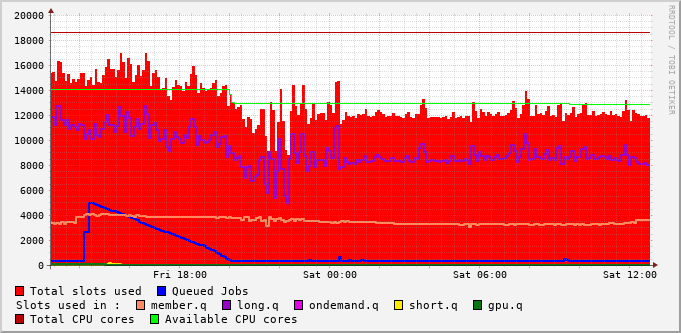 20000
18000
16000
14000
12000
10000
8000
6000
4000
2000
0
Fri 18:00 Sat 00:00 Sat 06:00 Sat 12:00
Total slots used Queued Jobs
Slots used in : member.q long.q ondemand.q short.q gpu.q
Total CPU cores Available CPU cores
RRDTOOL / TOBI OETIKER